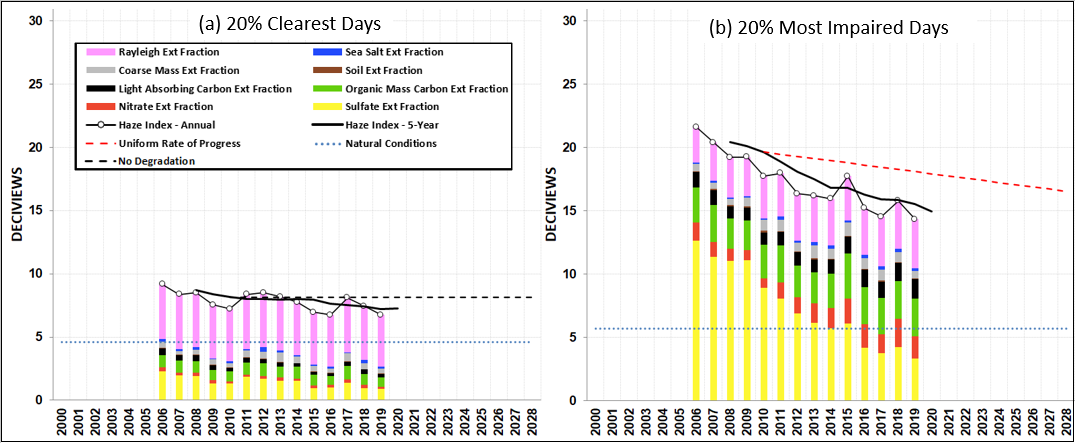 (a) 20% Clearest Days
(b) 20% Most Impaired Days
DECIVIEWS
30
25
20
15
10
5
0
Rayleigh Ext Fraction
Sea Salt Ext Fraction
Coarse Mass Ext Fraction
Soil Ext Fraction
Light Absorbing Carbon Ext Fraction
Organic Mass Carbon Ext Fraction
Nitrate Ext Fraction
Sulfate Ext Fraction
Haze Index - Annual
Haze Index - 5-Year
Uniform Rate of Progress
Natural Conditions
No Degradation
2000 2001 2002 2003 2004 2005 2006 2007 2008 2009 2010 2011 2012 2013 2014 2015 2016 2017 2018 2019 2020 2021 2022 2023 2024 2025 2026 2027 2028
DECIVIEWS
30
25
20
15
10
5
0
2000 2001 2002 2003 2004 2005 2006 2007 2008 2009 2010 2011 2012 2013 2014 2015 2016 2017 2018 2019 2020 2021 2022 2023 2024 2025 2026 2027 2028